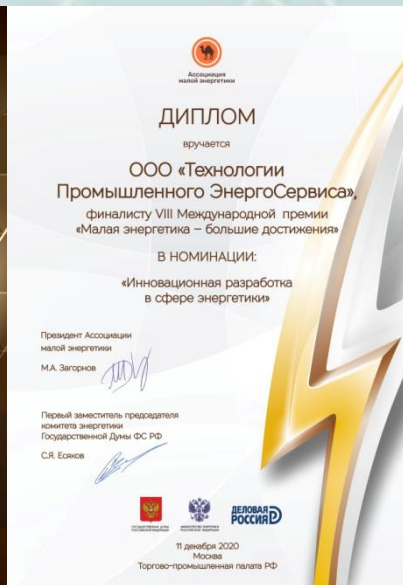 Ассоциация
малой энергетики
ДИПЛОМ
вручается
ООО «Технологии
Промышленного ЭнергоСервиса»,
финалисту VIII Международной премии
«Малая энергетика – большие достижения»
В НОМИНАЦИИ:
«Инновационная разработка
в сфере энергетики»
Президент Ассоциации
малой энергетики
М.А. Загорнов
Первый заместитель председателя
комитета энергетики
Государственной Думы ФС РФ
С.Я. Есяков
ДЕЛОВАЯ
РОССИЯ
11 декабря 2020
Москва
Торгово-промышленная палата РФ